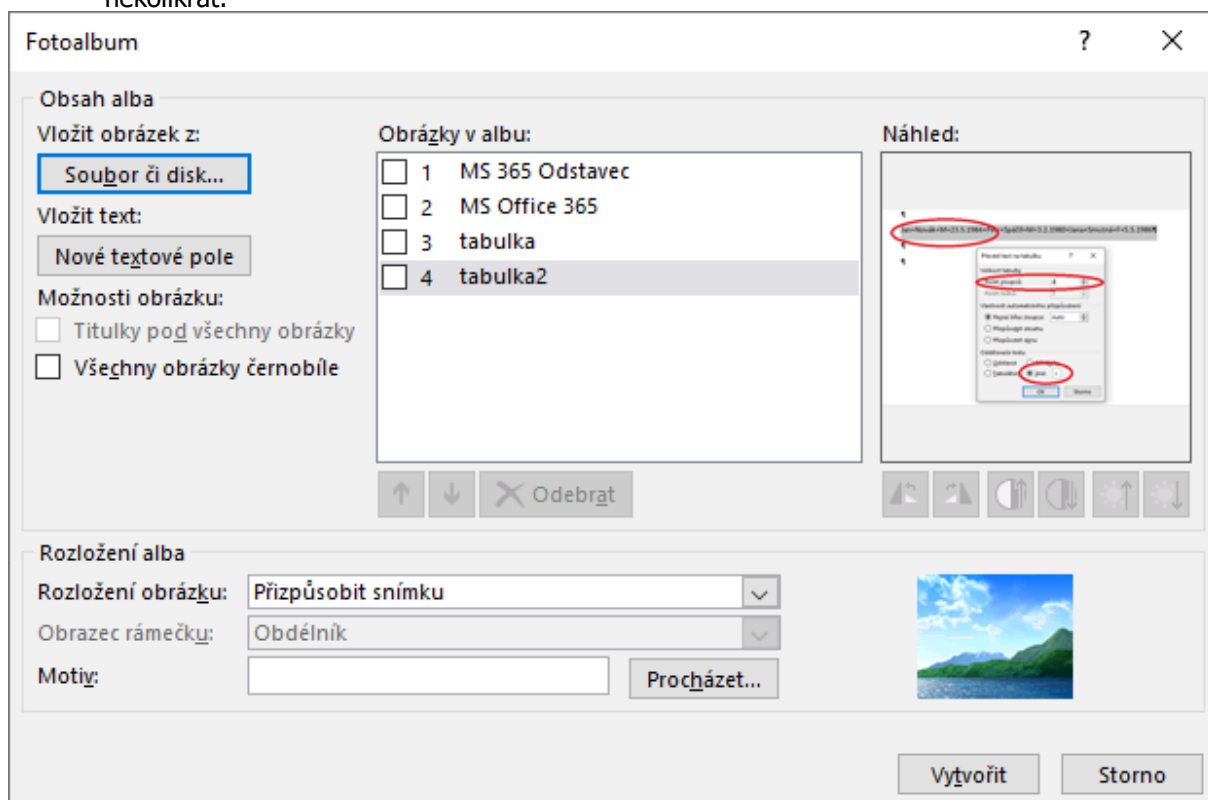 několikrát.
Fotoalbum
?
Obsah alba
Vložit obrázek z:
Soubor či disk...
Vložit text:
Nové textové pole
Možnosti obrázku:
Titulky pod všechny obrázky
Všechny obrázky černobíle
Obrázky v albu:
1 MS 365 Odstavec
2 MS Office 365
3 tabulka
4 tabulka2
Odebrat
Náhled:
Rozložení alba
Rozložení obrázku: Přizpůsobit snímku
Obrazec rámečku: Obdélník
Motiv:
Procházet...
Vytvořit
Storno